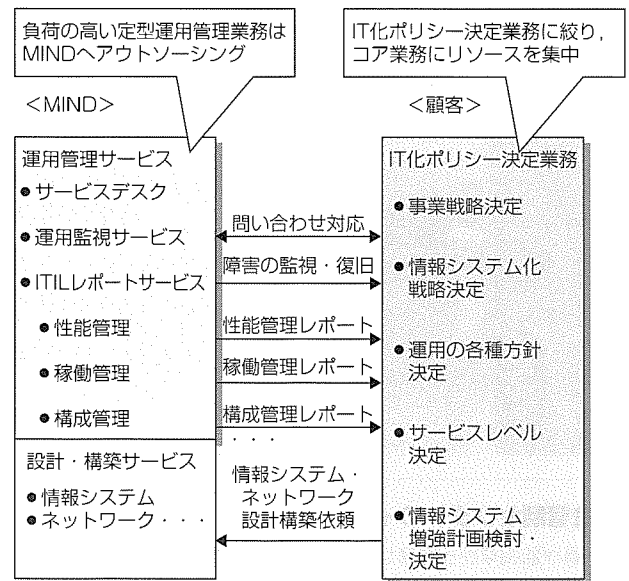 負荷の高い定型運用管理業務は
MINDへアウトソーシング
IT化ポリシー決定業務に絞り,
コア業務にリソースを集中
<MIND>
<顧客>
運用管理サービス
●サービスデスク
●運用監視サービス
●ITILレポートサービス
●性能管理
●稼働管理
●構成管理
設計・構築サービス
●情報システム
●ネットワーク・・・
問い合わせ対応
障害の監視・復旧
性能管理レポート
稼働管理レポート
構成管理レポート
・・・
情報システム・
ネットワーク
設計構築依頼
IT化ポリシー決定業務
●事業戦略決定
●情報システム化
戦略決定
●運用の各種方針
決定
●サービスレベル
決定
●情報システム
増強計画検討・
決定